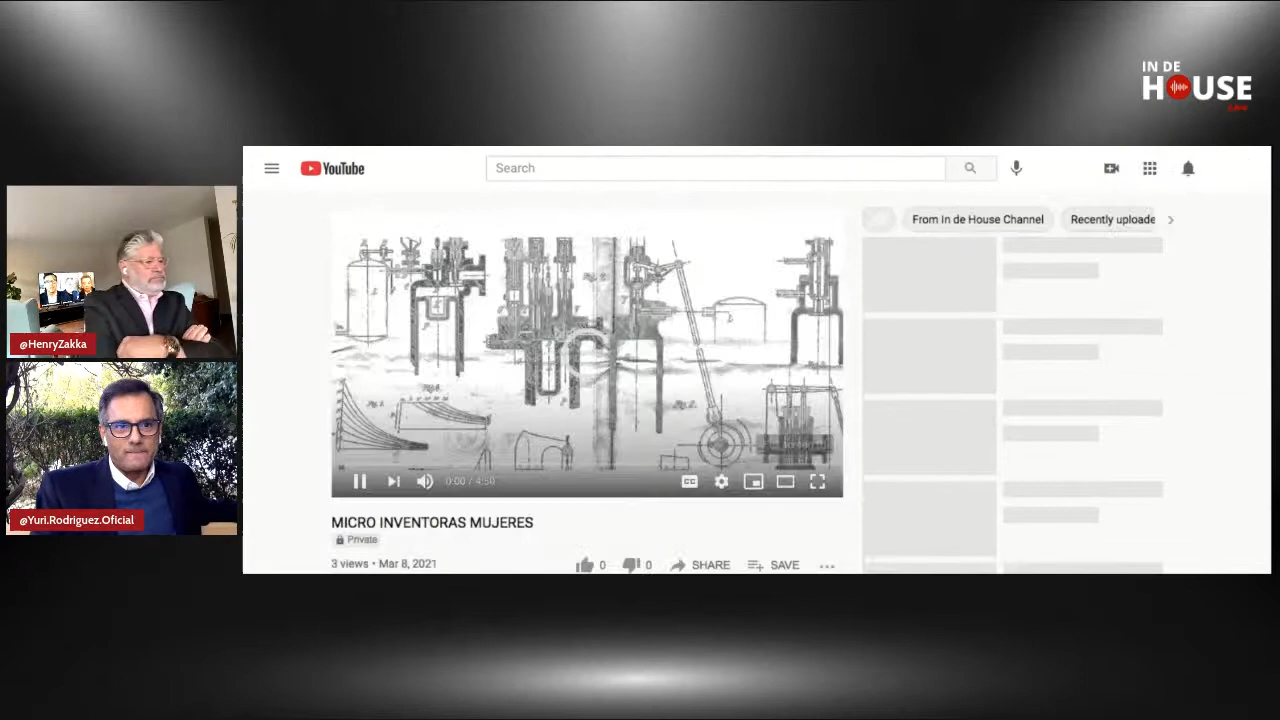 IN DE
HOUSE
YouTube
Search
From In de House Channel
Recently uploade
@HenryZakka
@Yuri.Rodriguez.Oficial
0:00 / 4:50
CC
MICRO INVENTORAS MUJERES
Private
3 views • Mar 8, 2021
0
0
SHARE
SAVE